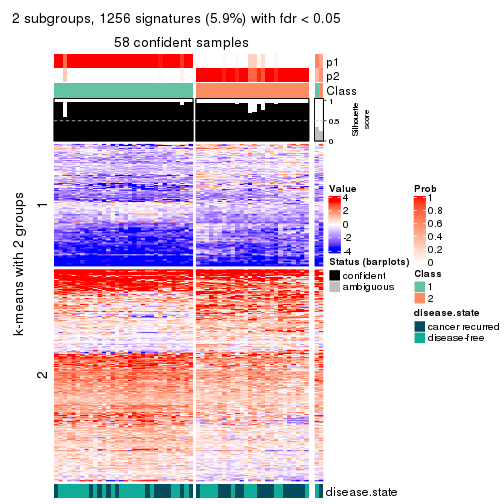 2 subgroups, 1256 signatures (5.9%) with fdr < 0.05
58 confident samples
p1
p2
Class
1
0.5
0
Silhouette
score
k-means with 2 groups
1
2
Value
4
2
0
-2
-4
Status (barplots)
confident
ambiguous
Prob
1
0.8
0.6
0.4
0.2
0
Class
1
2
disease.state
cancer recurred
disease-free
disease.state